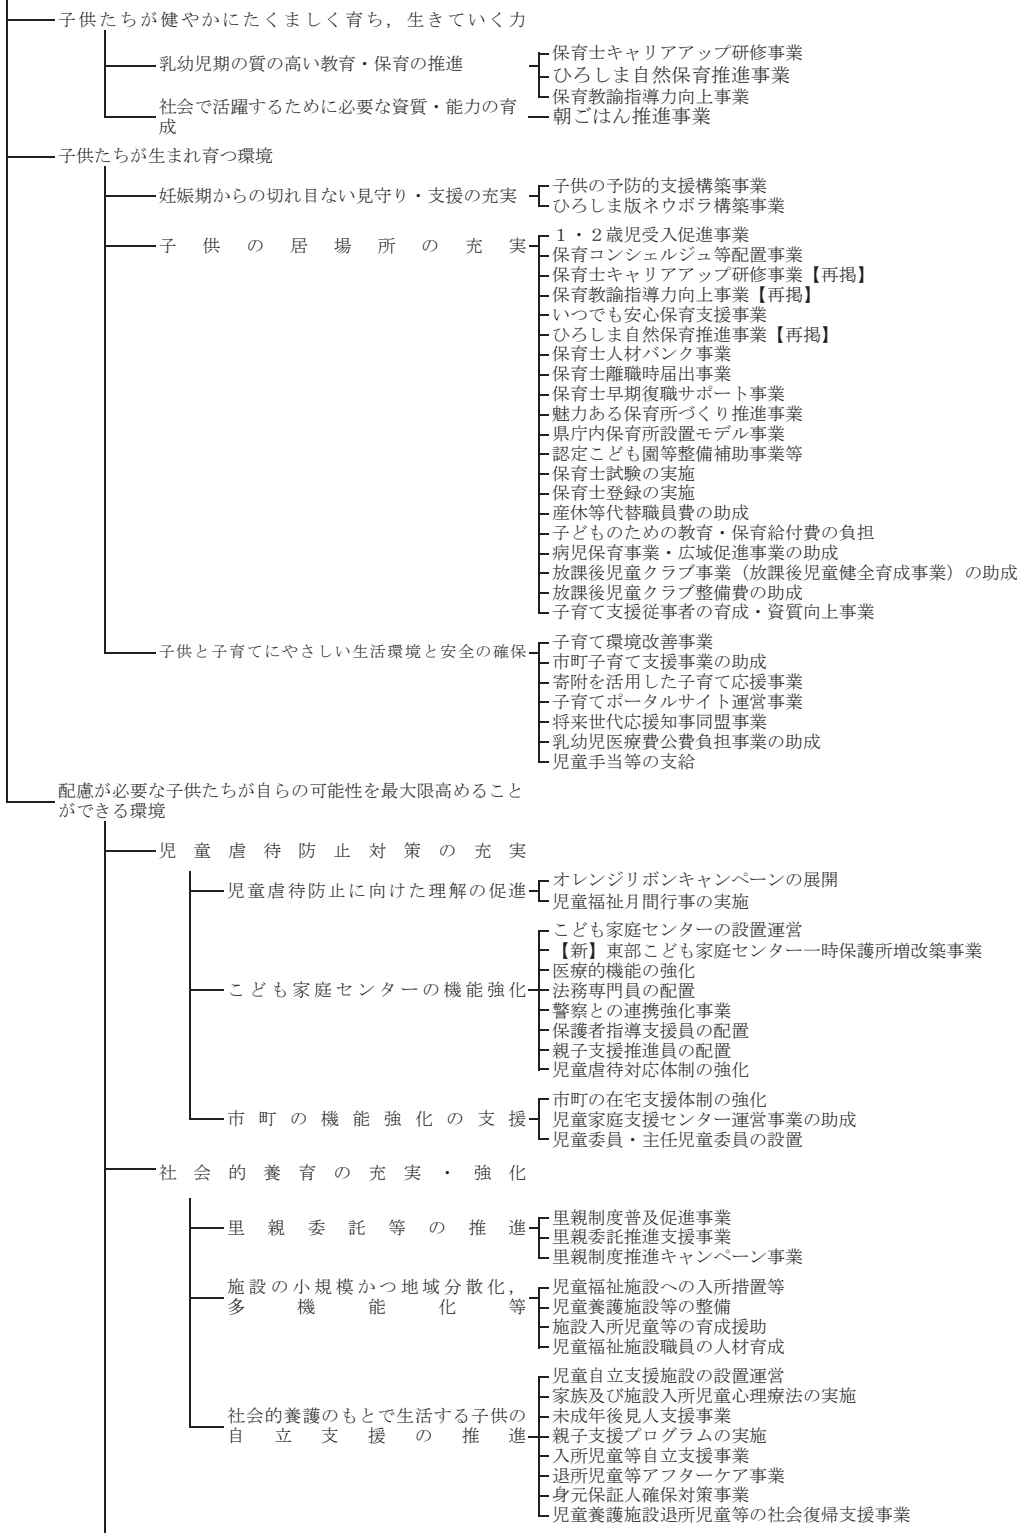 子供たちが健やかにたくましく育ち，生きていく力
乳幼児期の質の高い教育・保育の推進
保育士キャリアアップ研修事業
ひろしま自然保育推進事業
保育教諭指導力向上事業
社会で活躍するために必要な資質・能力の育
成
朝ごはん推進事業
子供たちが生まれ育つ環境
妊娠期からの切れ目ない見守り・支援の充実
子供の予防的支援構築事業
ひろしま版ネウボラ構築事業
子供の居場所の充実
１・２歳児受入促進事業
保育コンシェルジュ等配置事業
保育士キャリアアップ研修事業【再掲】
保育教諭指導力向上事業【再掲】
いつでも安心保育支援事業
ひろしま自然保育推進事業【再掲】
保育士人材バンク事業
保育士離職時届出事業
保育士早期復職サポート事業
魅力ある保育所づくり推進事業
県庁内保育所設置モデル事業
認定こども園等整備補助事業等
保育士試験の実施
保育士登録の実施
産休等代替職員費の助成
子どものための教育・保育給付費の負担
病児保育事業・広域促進事業の助成
放課後児童クラブ事業（放課後児童健全育成事業）の助成
放課後児童クラブ整備費の助成
子育て支援従事者の育成・資質向上事業
子供と子育てにやさしい生活環境と安全の確保
子育て環境改善事業
市町子育て支援事業の助成
寄附を活用した子育て応援事業
子育てポータルサイト運営事業
将来世代応援知事同盟事業
乳幼児医療費公費負担事業の助成
児童手当等の支給
配慮が必要な子供たちが自らの可能性を最大限高めること
ができる環境
児童虐待防止対策の充実
児童虐待防止に向けた理解の促進
オレンジリボンキャンペーンの展開
児童福祉月間行事の実施
こども家庭センターの機能強化
こども家庭センターの設置運営
【新】東部こども家庭センター一時保護所増改築事業
医療的機能の強化
法務専門員の配置
警察との連携強化事業
保護者指導支援員の配置
親子支援推進員の配置
児童虐待対応体制の強化
市町の機能強化の支援
市町の在宅支援体制の強化
児童家庭支援センター運営事業の助成
児童委員・主任児童委員の設置
社会的養育の充実・強化
里親委託等の推進
里親制度普及促進事業
里親委託推進支援事業
里親制度推進キャンペーン事業
施設の小規模かつ地域分散化，
多機能化等
児童福祉施設への入所措置等
児童養護施設等の整備
施設入所児童等の育成援助
児童福祉施設職員の人材育成
社会的養護のもとで生活する子供の
自立支援の推進
児童自立支援施設の設置運営
家族及び施設入所児童心理療法の実施
未成年後見人支援事業
親子支援プログラムの実施
入所児童等自立支援事業
退所児童等アフターケア事業
身元保証人確保対策事業
児童養護施設退所児童等の社会復帰支援事業